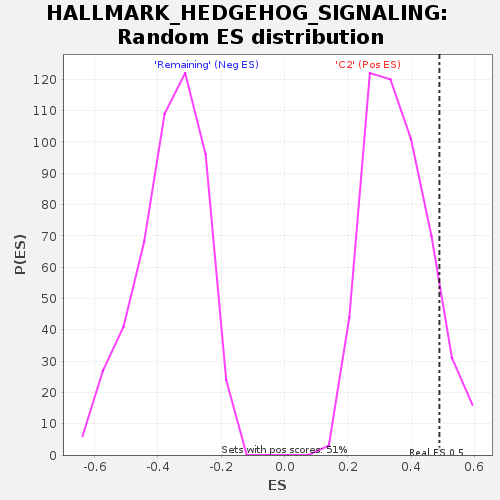 HALLMARK_HEDGEHOG_SIGNALING:
Random ES distribution
'Remaining' (Neg ES)
'C2' (Pos ES)
120
110
100
90
80
70
60
50
40
30
20
10
0
P(ES)
Sets with pos scores: 51%
Real ES 0.5
-0.6 -0.4 -0.2 0.0 0.2 0.4 0.6
ES